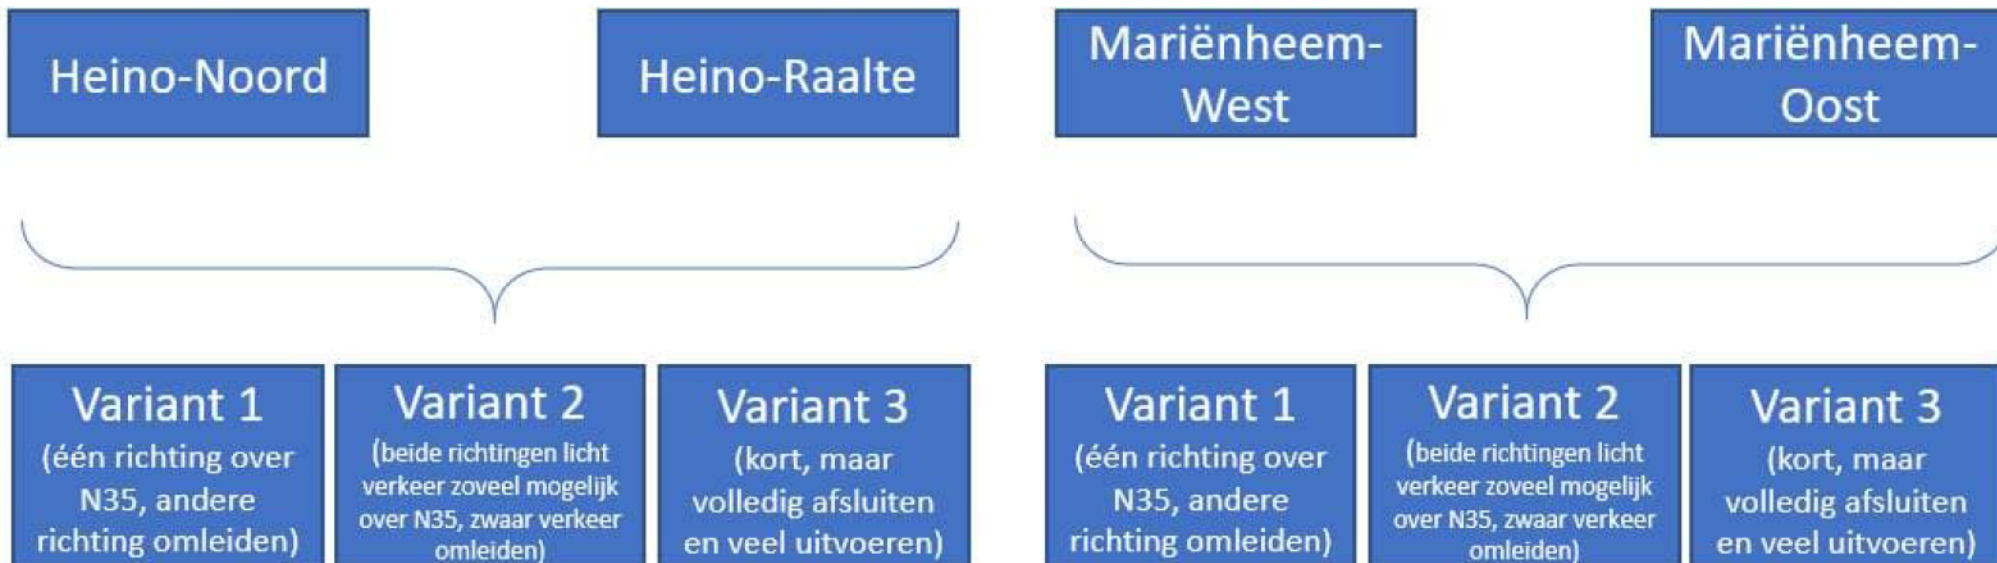 Heino-Noord
Heino-Raalte
Mariënheem-
West
Mariënheem-
Oost
Variant 1
(één richting over
N35, andere
richting omleiden)
Variant 2
(beide richtingen licht
verkeer zoveel mogelijk
over N35, zwaar verkeer
omleiden)
Variant 3
(kort, maar
volledig afsluiten
en veel uitvoeren)
Variant 1
(één richting over
N35, andere
richting omleiden)
Variant 2
(beide richtingen licht
verkeer zoveel mogelijk
over N35, zwaar verkeer
omleiden)
Variant 3
(kort, maar
volledig afsluiten
en veel uitvoeren)